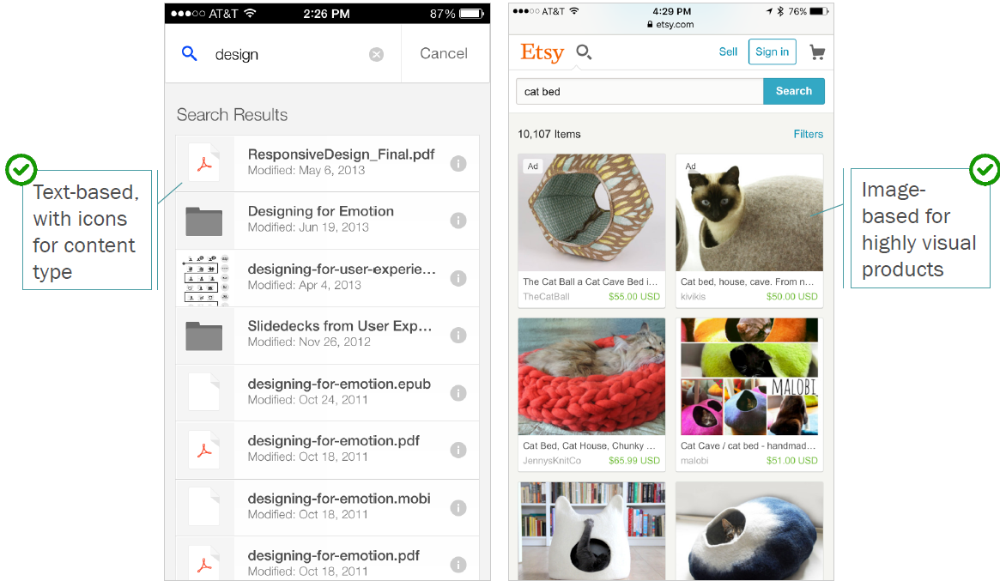 AT&T 2:26 PM 87%
design Cancel
Search Results
ResponsiveDesign_Final.pdf
Modified: May 6, 2013
Designing for Emotion
Modified: Jun 19, 2013
designing-for-user-experie...
Modified: Apr 4, 2013
Slidedecks from User Exp...
Modified: Nov 26, 2012
designing-for-emotion.epub
Modified: Oct 24, 2011
designing-for-emotion.pdf
Modified: Oct 18, 2011
designing-for-emotion.mobi
Modified: Oct 18, 2011
designing-for-emotion.pdf
Modified: Oct 18, 2011
Text-based,
with icons
for content
type
AT&T 4:29 PM 76%
etsy.com
Etsy Sell Sign in
cat bed Search
10,107 Items Filters
Ad
The Cat Ball a Cat Cave Bed i...
TheCatBall $55.00 USD
Ad
Cat bed, house, cave. From n...
kivikis $50.00 USD
Cat Bed, Cat House, Chunky ...
JennysKnitCo $65.99 USD
MALOBI
Cat Cave / cat bed - handmad...
malobi $51.00 USD
Image-
based for
highly visual
products